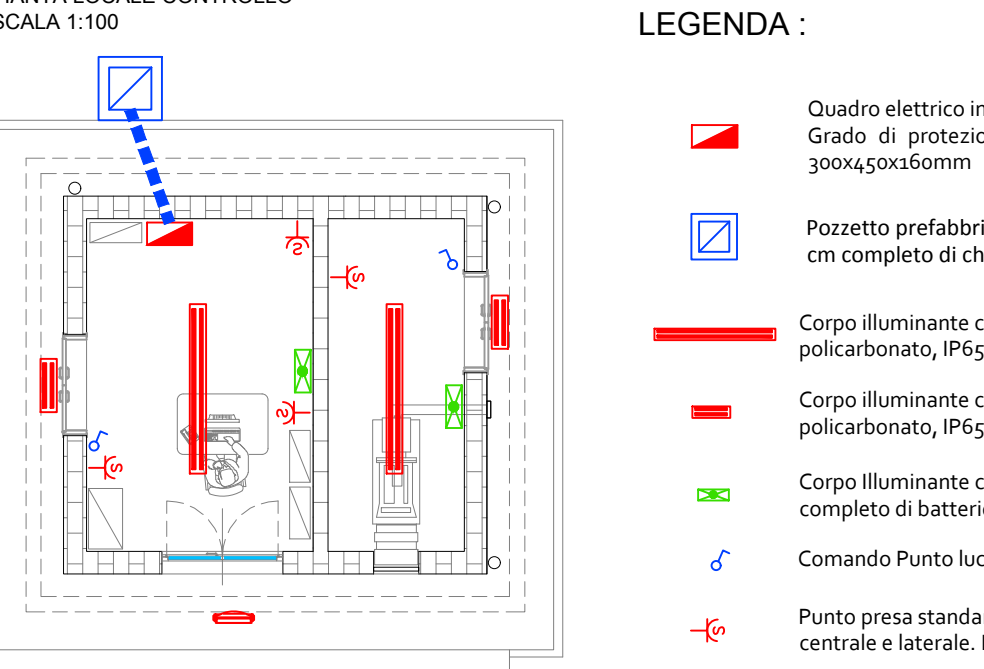 SCALA 1:100
LEGENDA :
Quadro elettrico in
Grado di protezio
300x450x160mm
Pozzetto prefabbri
cm completo di ch
Corpo illuminante c
policarbonato, IP65
Corpo illuminante c
policarbonato, IP65
Corpo Illuminante c
completo di batteri
Comando Punto luc
Punto presa standar
centrale e laterale.
S
S
S
S
S